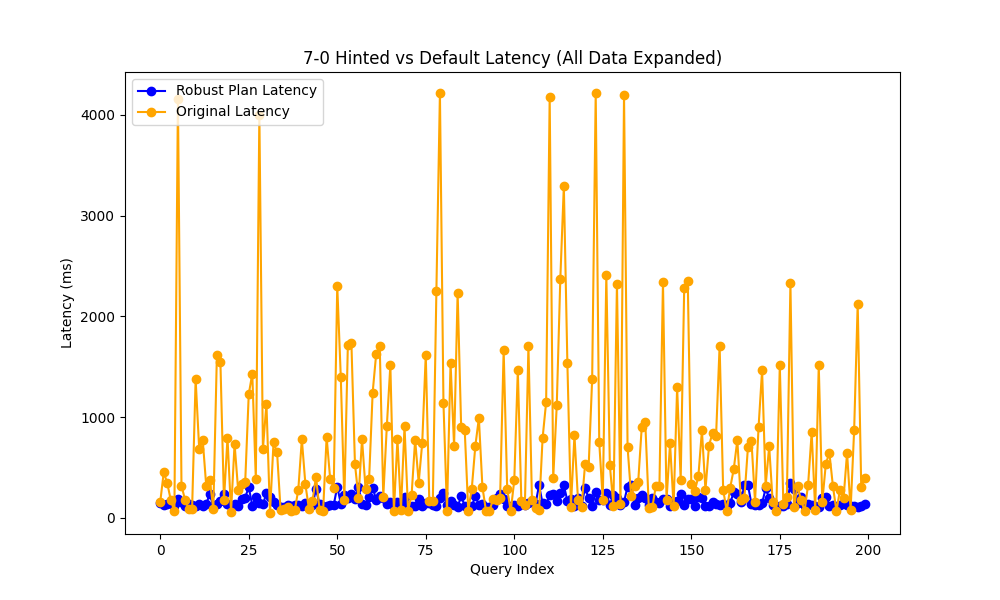 7-0 Hinted vs Default Latency (All Data Expanded)
Robust Plan Latency
Original Latency
Latency (ms)
4000
3000
2000
1000
0
0 25 50 75 100 125 150 175 200
Query Index